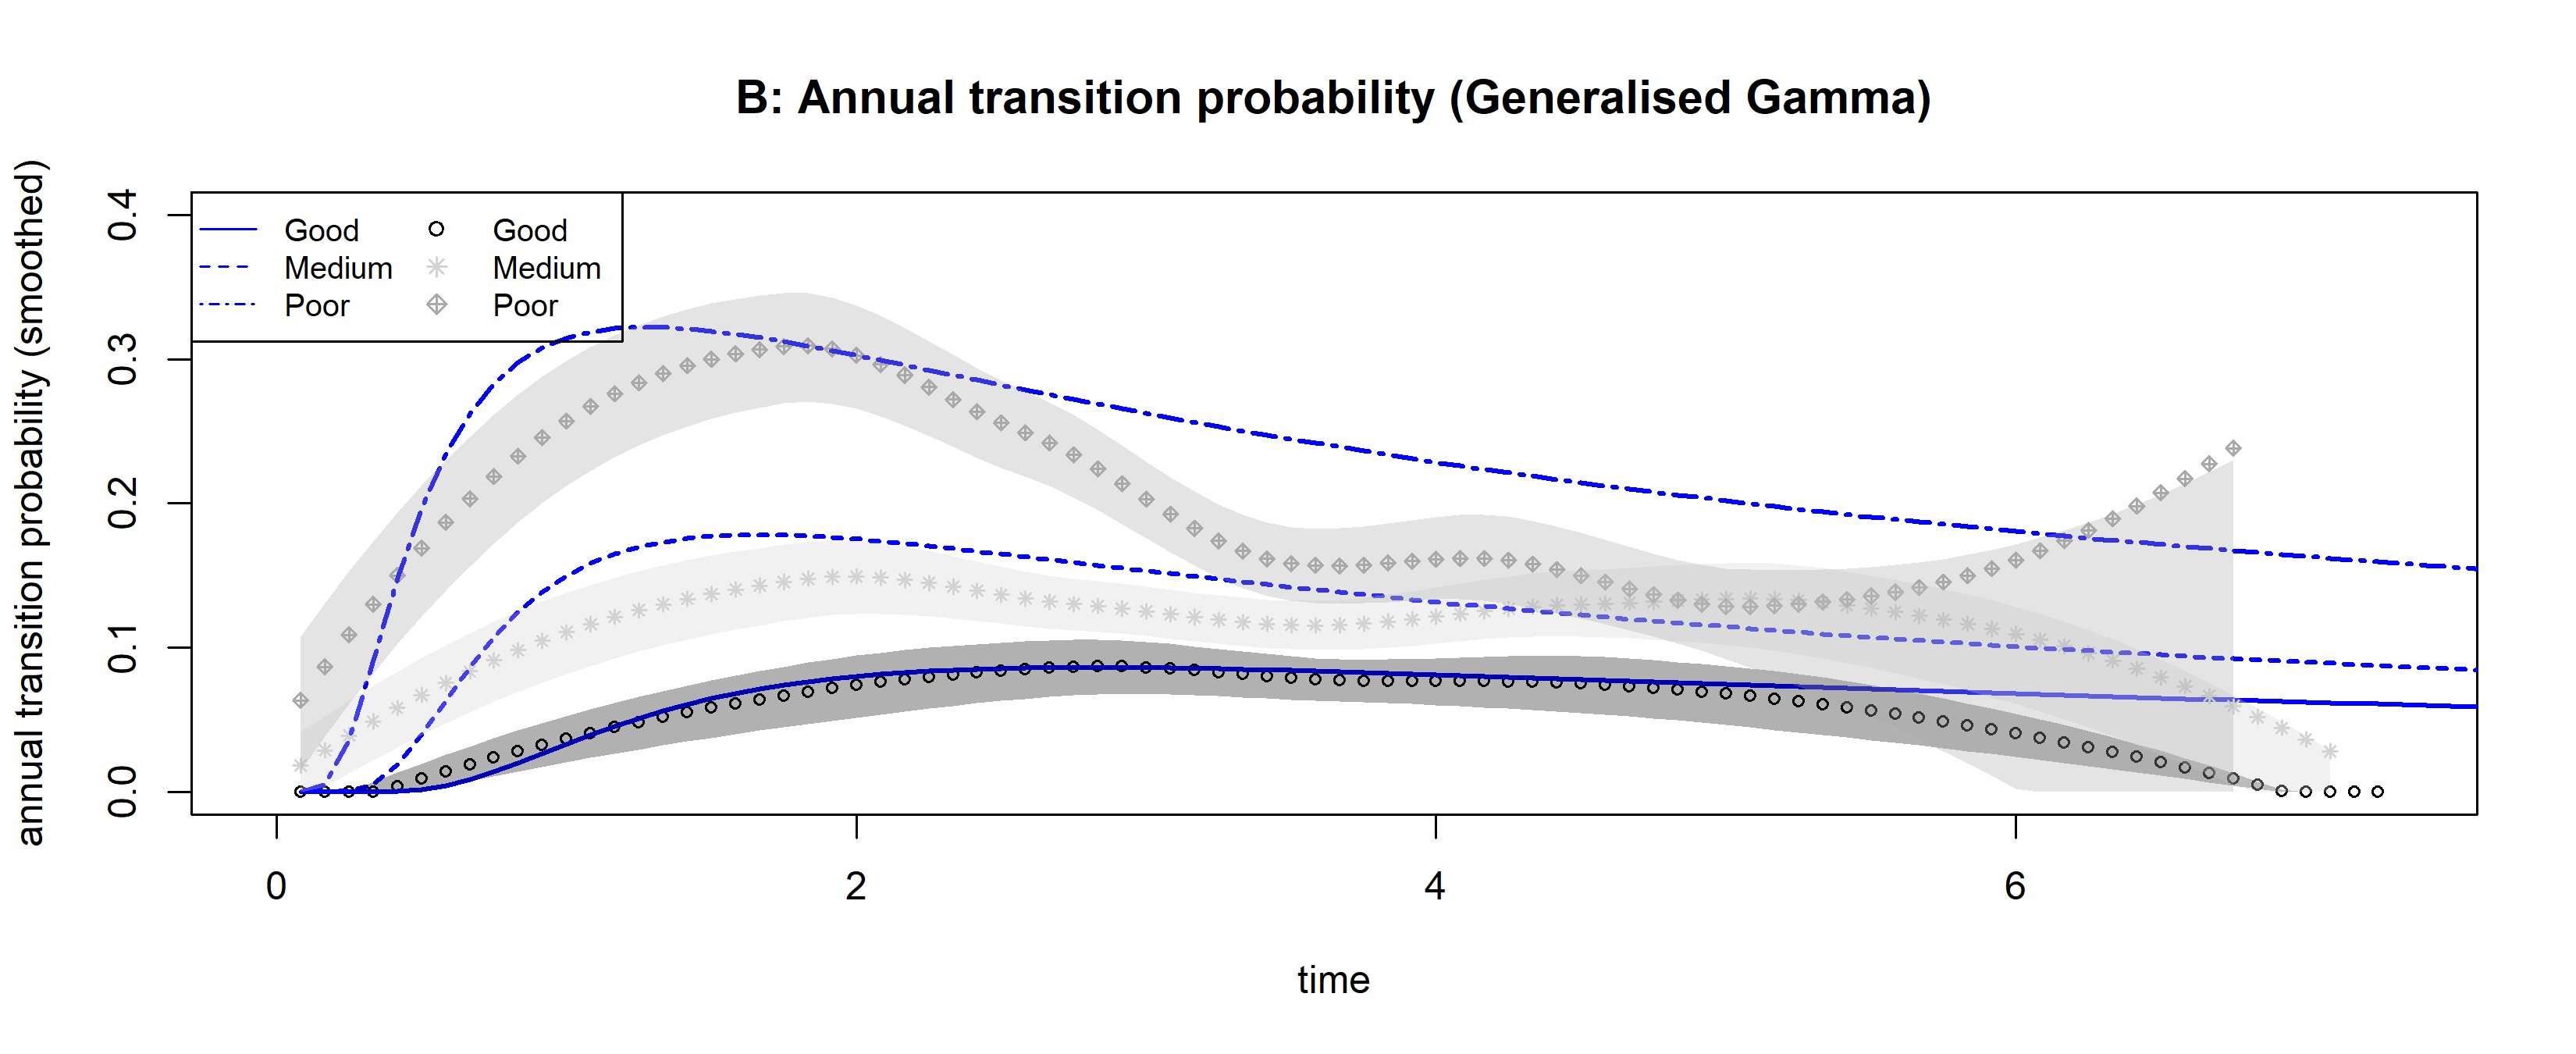 B: Annual transition probability (Generalised Gamma)
annual transition probability (smoothed)
0.4
0.3
0.2
0.1
0.0
Good Good
Medium Medium
Poor Poor
0 2 4 6
time